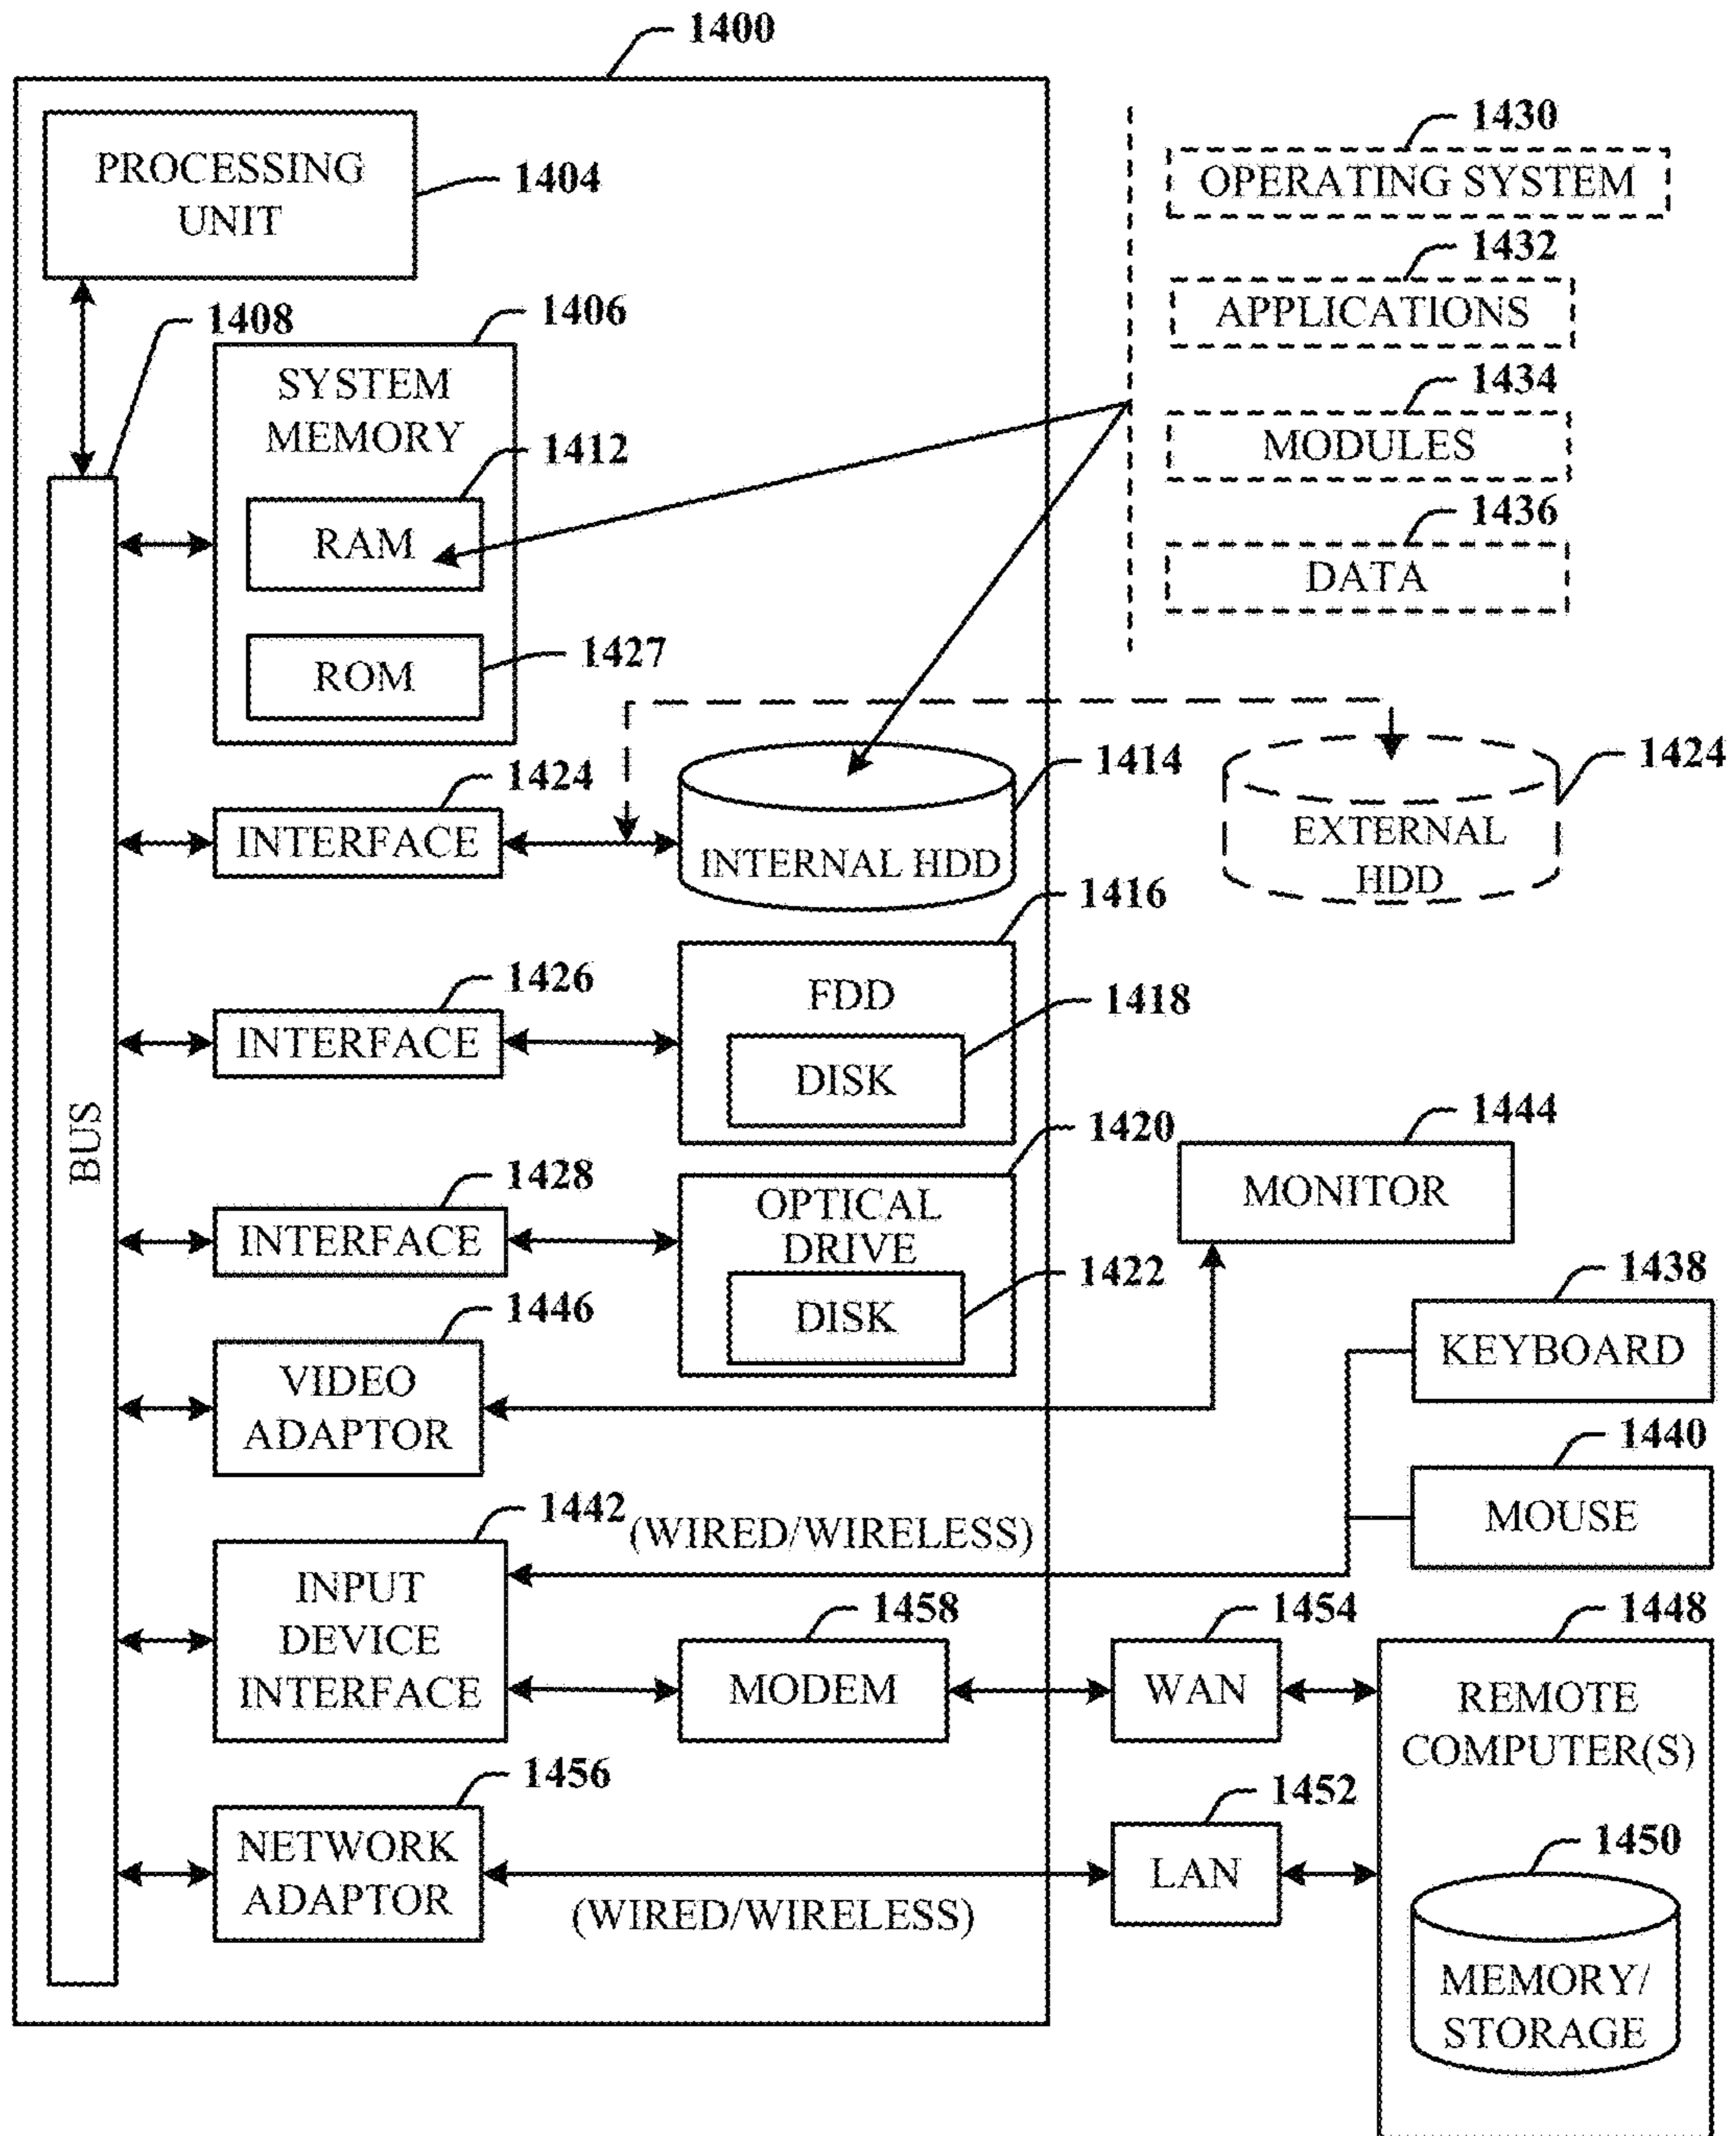 1400
PROCESSING
UNIT
1404
1430
OPERATING SYSTEM
1432
APPLICATIONS
1434
MODULES
1436
DATA
1408
1406
SYSTEM
MEMORY
1412
RAM
1427
ROM
1424
INTERFACE
1414
INTERNAL HDD
1424
EXTERNAL
HDD
1416
FDD
1418
DISK
1426
INTERFACE
BUS
1420
OPTICAL
DRIVE
1422
DISK
1428
INTERFACE
1444
MONITOR
1438
KEYBOARD
1446
VIDEO
ADAPTOR
1440
MOUSE
1442
(WIRED/WIRELESS)
INPUT
DEVICE
INTERFACE
1458
MODEM
1454
WAN
1448
REMOTE
COMPUTER(S)
1456
NETWORK
ADAPTOR
(WIRED/WIRELESS)
1452
LAN
1450
MEMORY/
STORAGE